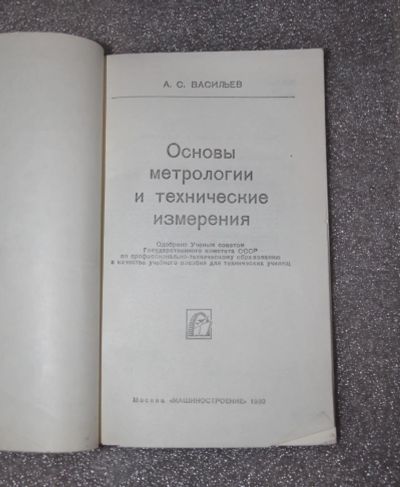 А. С. ВАСИЛЬЕВ
Основы
метрологии
и технические
измерения
Одобрено Ученым советом
Государственного комитета СССР
по профессионально-техническому образованию
в качестве учебного пособия для технических училищ
Москва «МАШИНОСТРОЕНИЕ» 1980